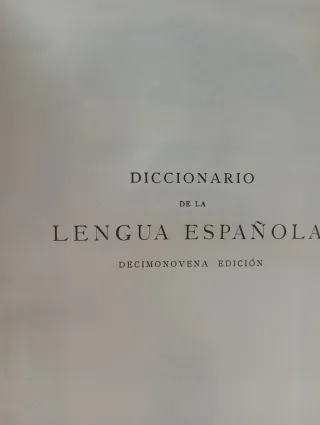 DICCIONARIO
DE LA
LENGUA ESPAÑOLA
DECIMONOVENA EDICIÓN